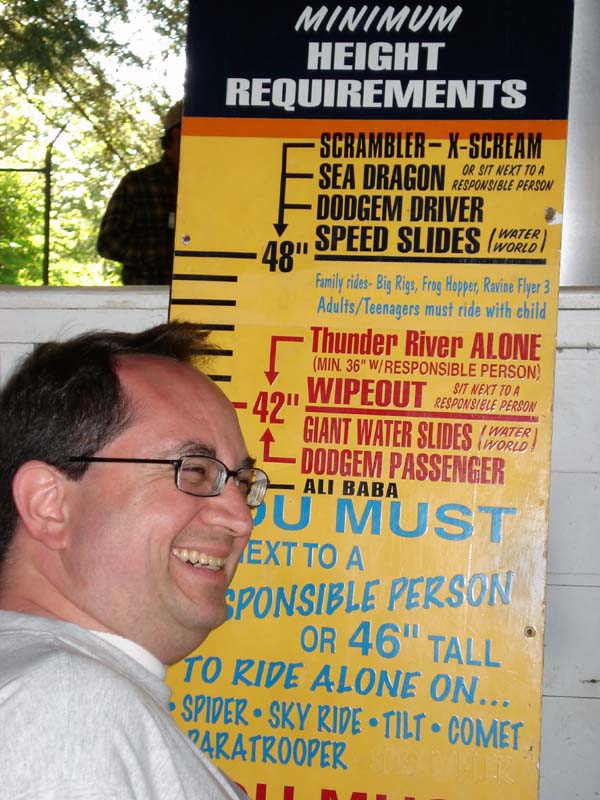 MINIMUM
HEIGHT
REQUIREMENTS
SCRAMBLER - X-SCREAM
SEA DRAGON OR SIT NEXT TO A RESPONSIBLE PERSON
DODGEM DRIVER
SPEED SLIDES (WATER WORLD)
48"
Family rides- Big Rigs, Frog Hopper, Ravine Flyer 3
Adults/Teenagers must ride with child
Thunder River ALONE
(MIN. 36" W/RESPONSIBLE PERSON)
WIPEOUT SIT NEXT TO A RESPONSIBLE PERSON
42"
GIANT WATER SLIDES (WATER WORLD)
DODGEM PASSENGER
ALI BABA
OU MUST
NEXT TO A
SPONSIBLE PERSON
OR 46" TALL
TO RIDE ALONE ON...
• SPIDER • SKY RIDE • TILT • COMET
PARATROOPER